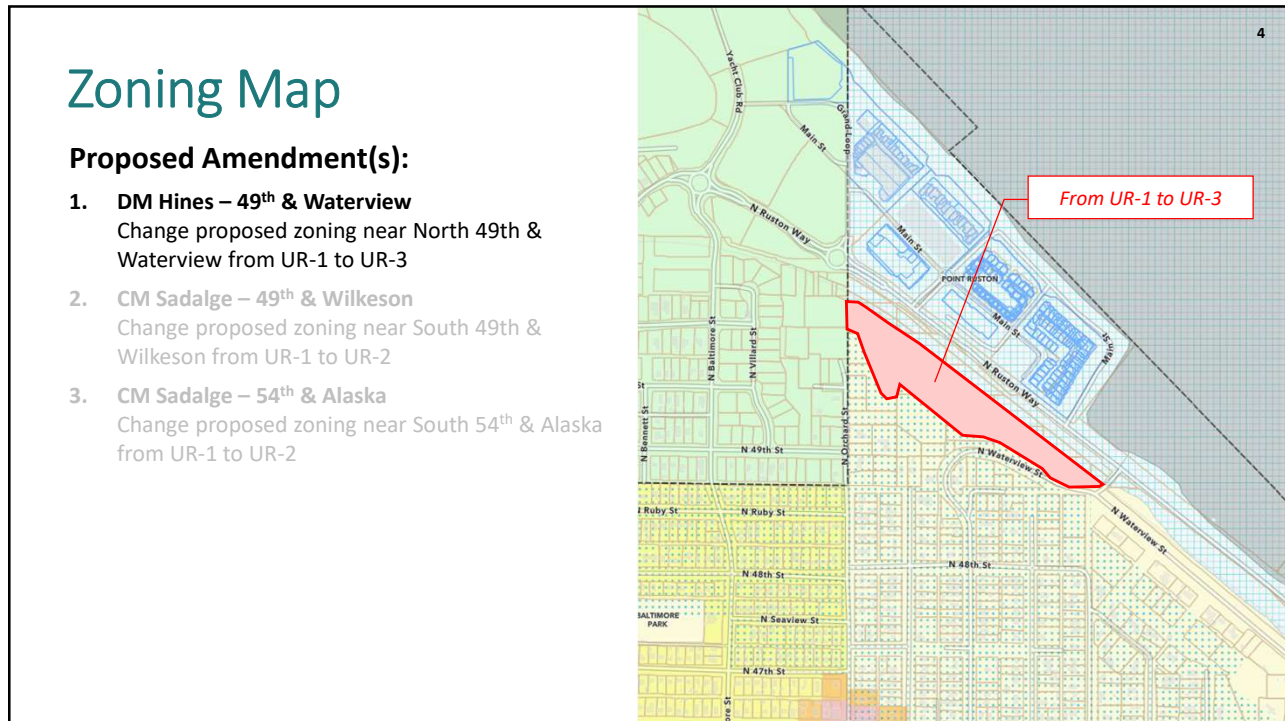 4
Zoning Map
Proposed Amendment(s):
1. DM Hines – 49th & Waterview
Change proposed zoning near North 49th &
Waterview from UR-1 to UR-3
2. CM Sadalge – 49th & Wilkeson
Change proposed zoning near South 49th &
Wilkeson from UR-1 to UR-2
3. CM Sadalge – 54th & Alaska
Change proposed zoning near South 54th & Alaska
from UR-1 to UR-2
From UR-1 to UR-3
Yacht Club Rd
Grand Loop
Main St
N Ruston Way
Main St
POINT RUSTON
Main St
Main St
N Ruston Way
N Baltimore St
N Villard St
N Bennett St
St
N Orchard St
N 49th St
N Waterview St
N Waterview St
N Ruby St
N Ruby St
N 48th St
N 48th St
BALTIMORE
PARK
N Seaview St
N 47th St
ore St